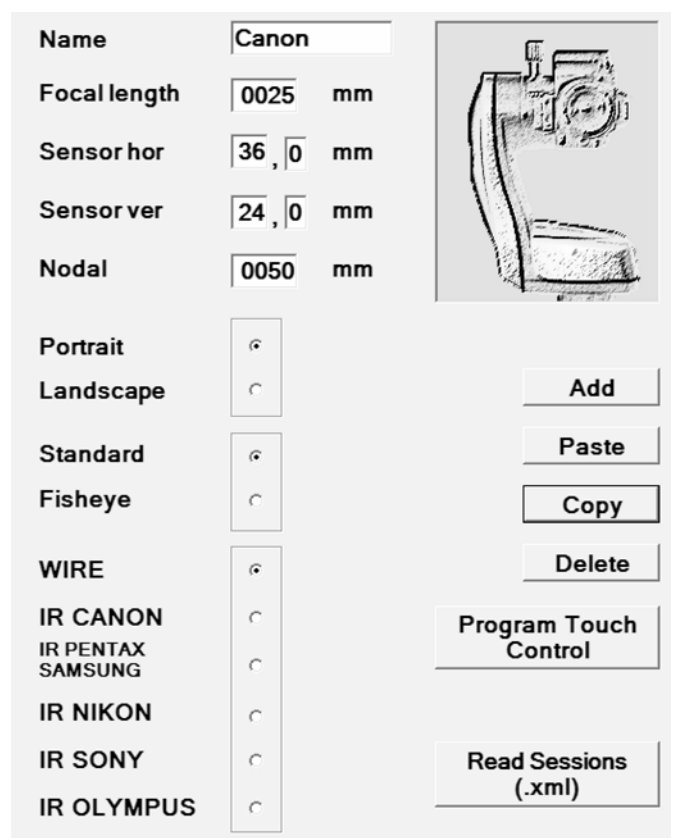 Name Canon
Focal length 0025 mm
Sensor hor 36 , 0 mm
Sensor ver 24 , 0 mm
Nodal 0050 mm
Portrait
Landscape
Add
Standard
Paste
Fisheye
Copy
WIRE
Delete
IR CANON
Program Touch
Control
IR PENTAX
SAMSUNG
IR NIKON
IR SONY
Read Sessions
(.xml)
IR OLYMPUS